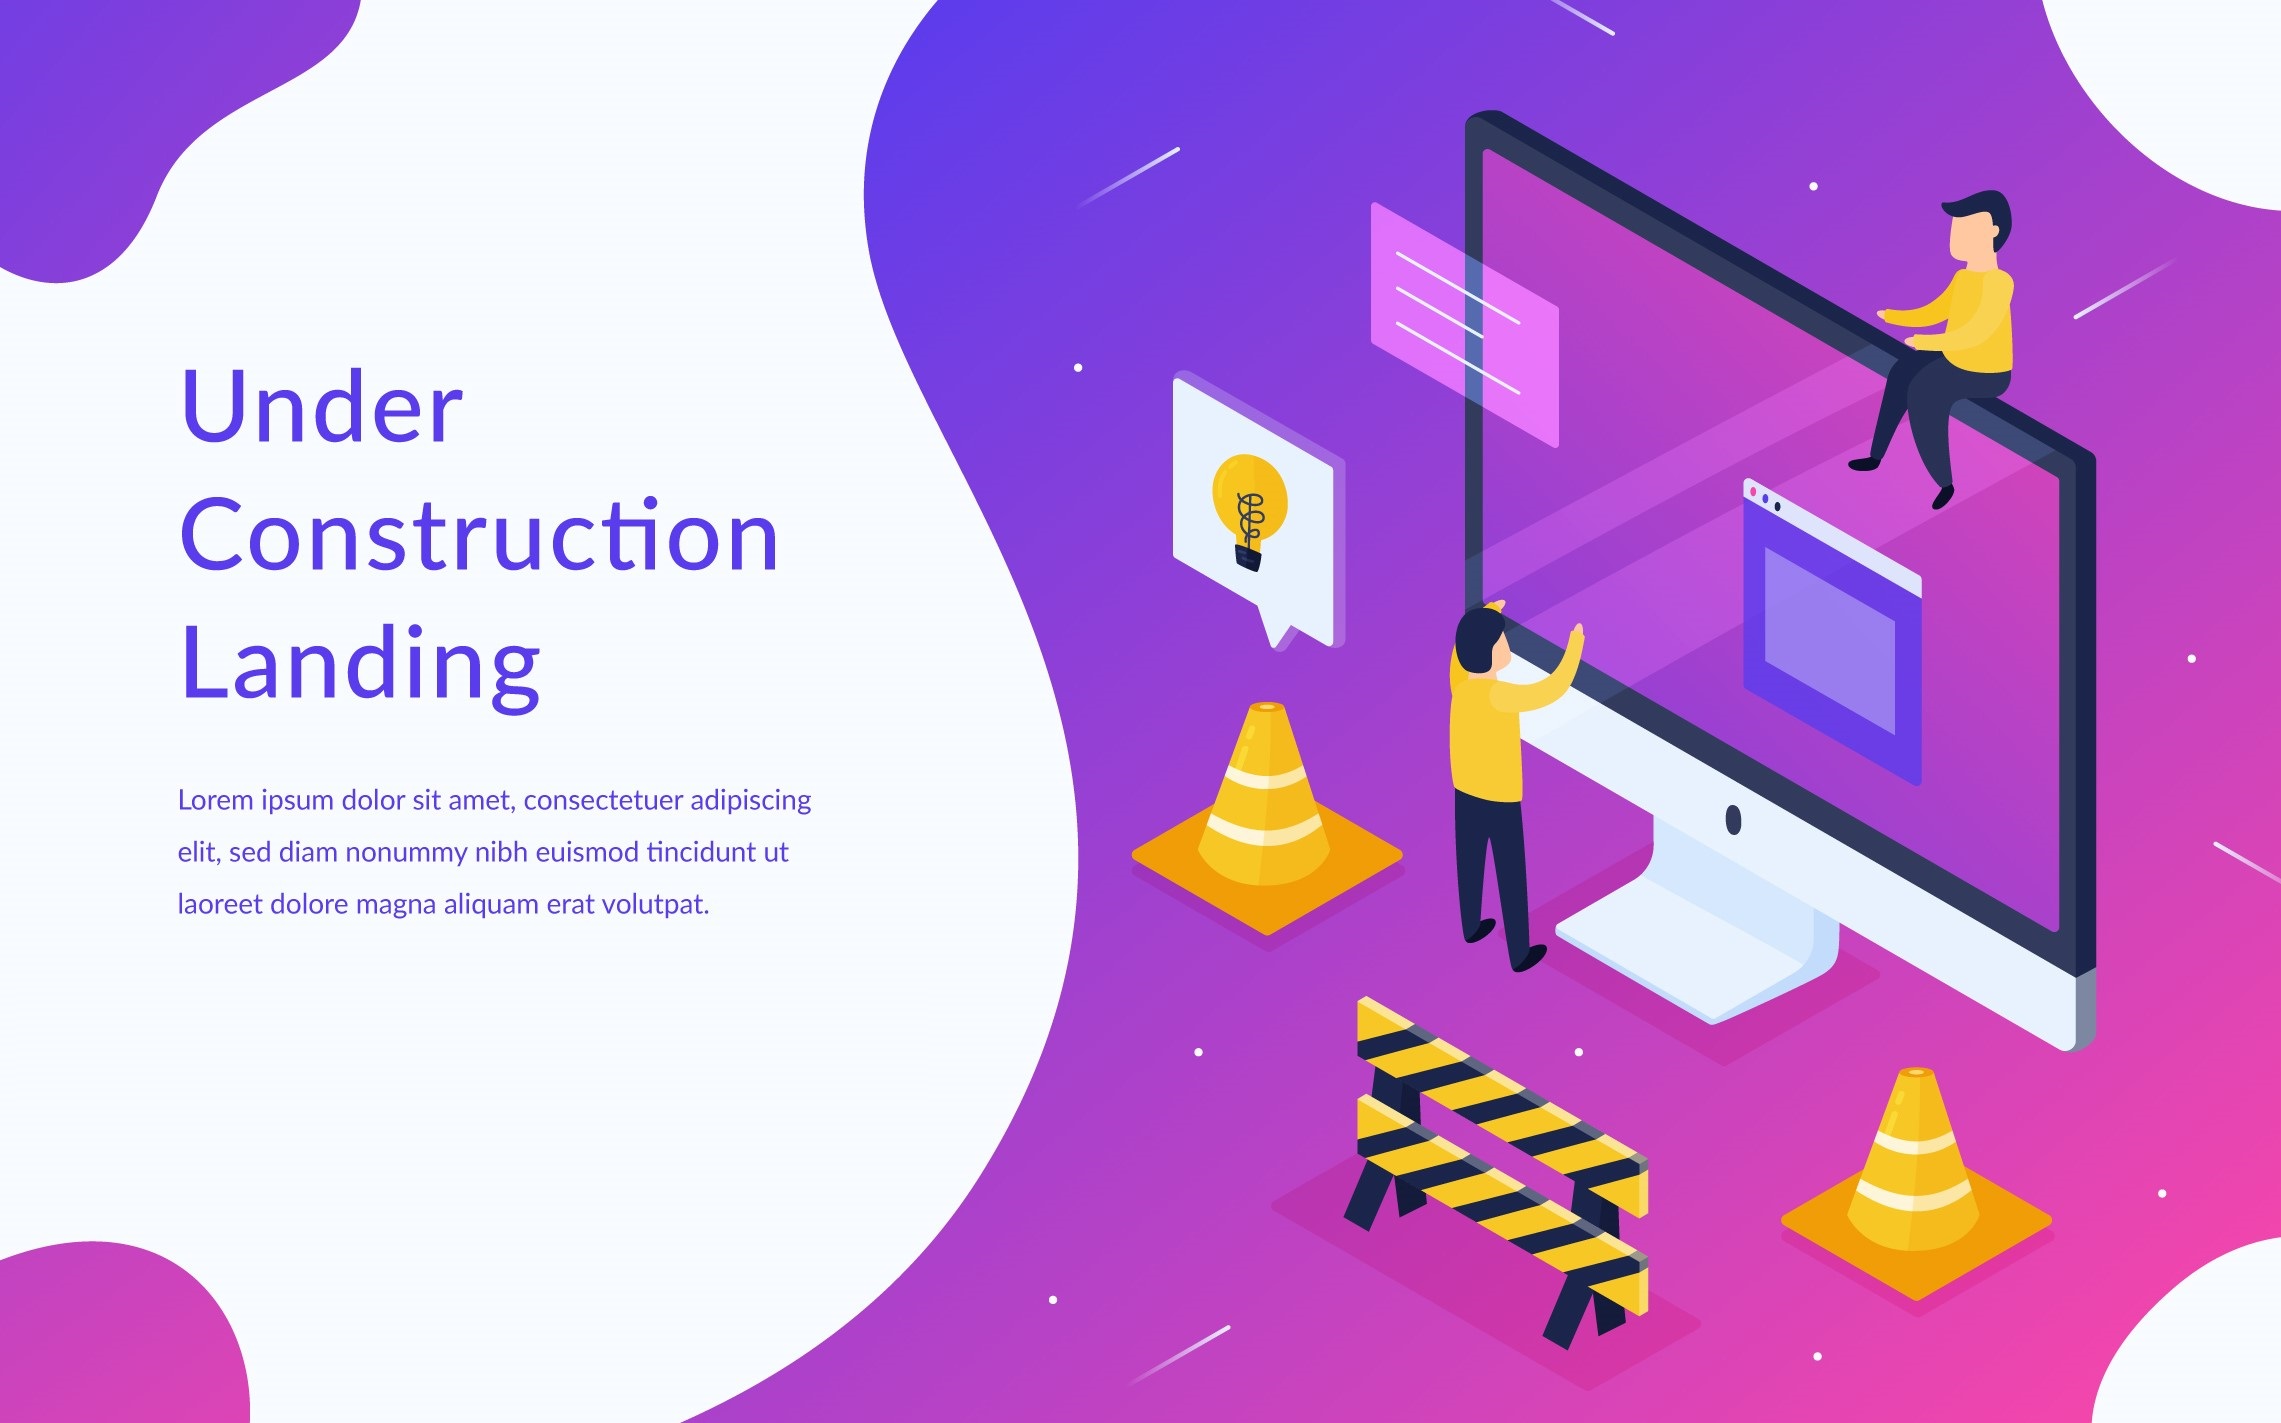 Under
Construction
Landing
Lorem ipsum dolor sit amet, consectetuer adipiscing
elit, sed diam nonummy nibh euismod tincidunt ut
laoreet dolore magna aliquam erat volutpat.